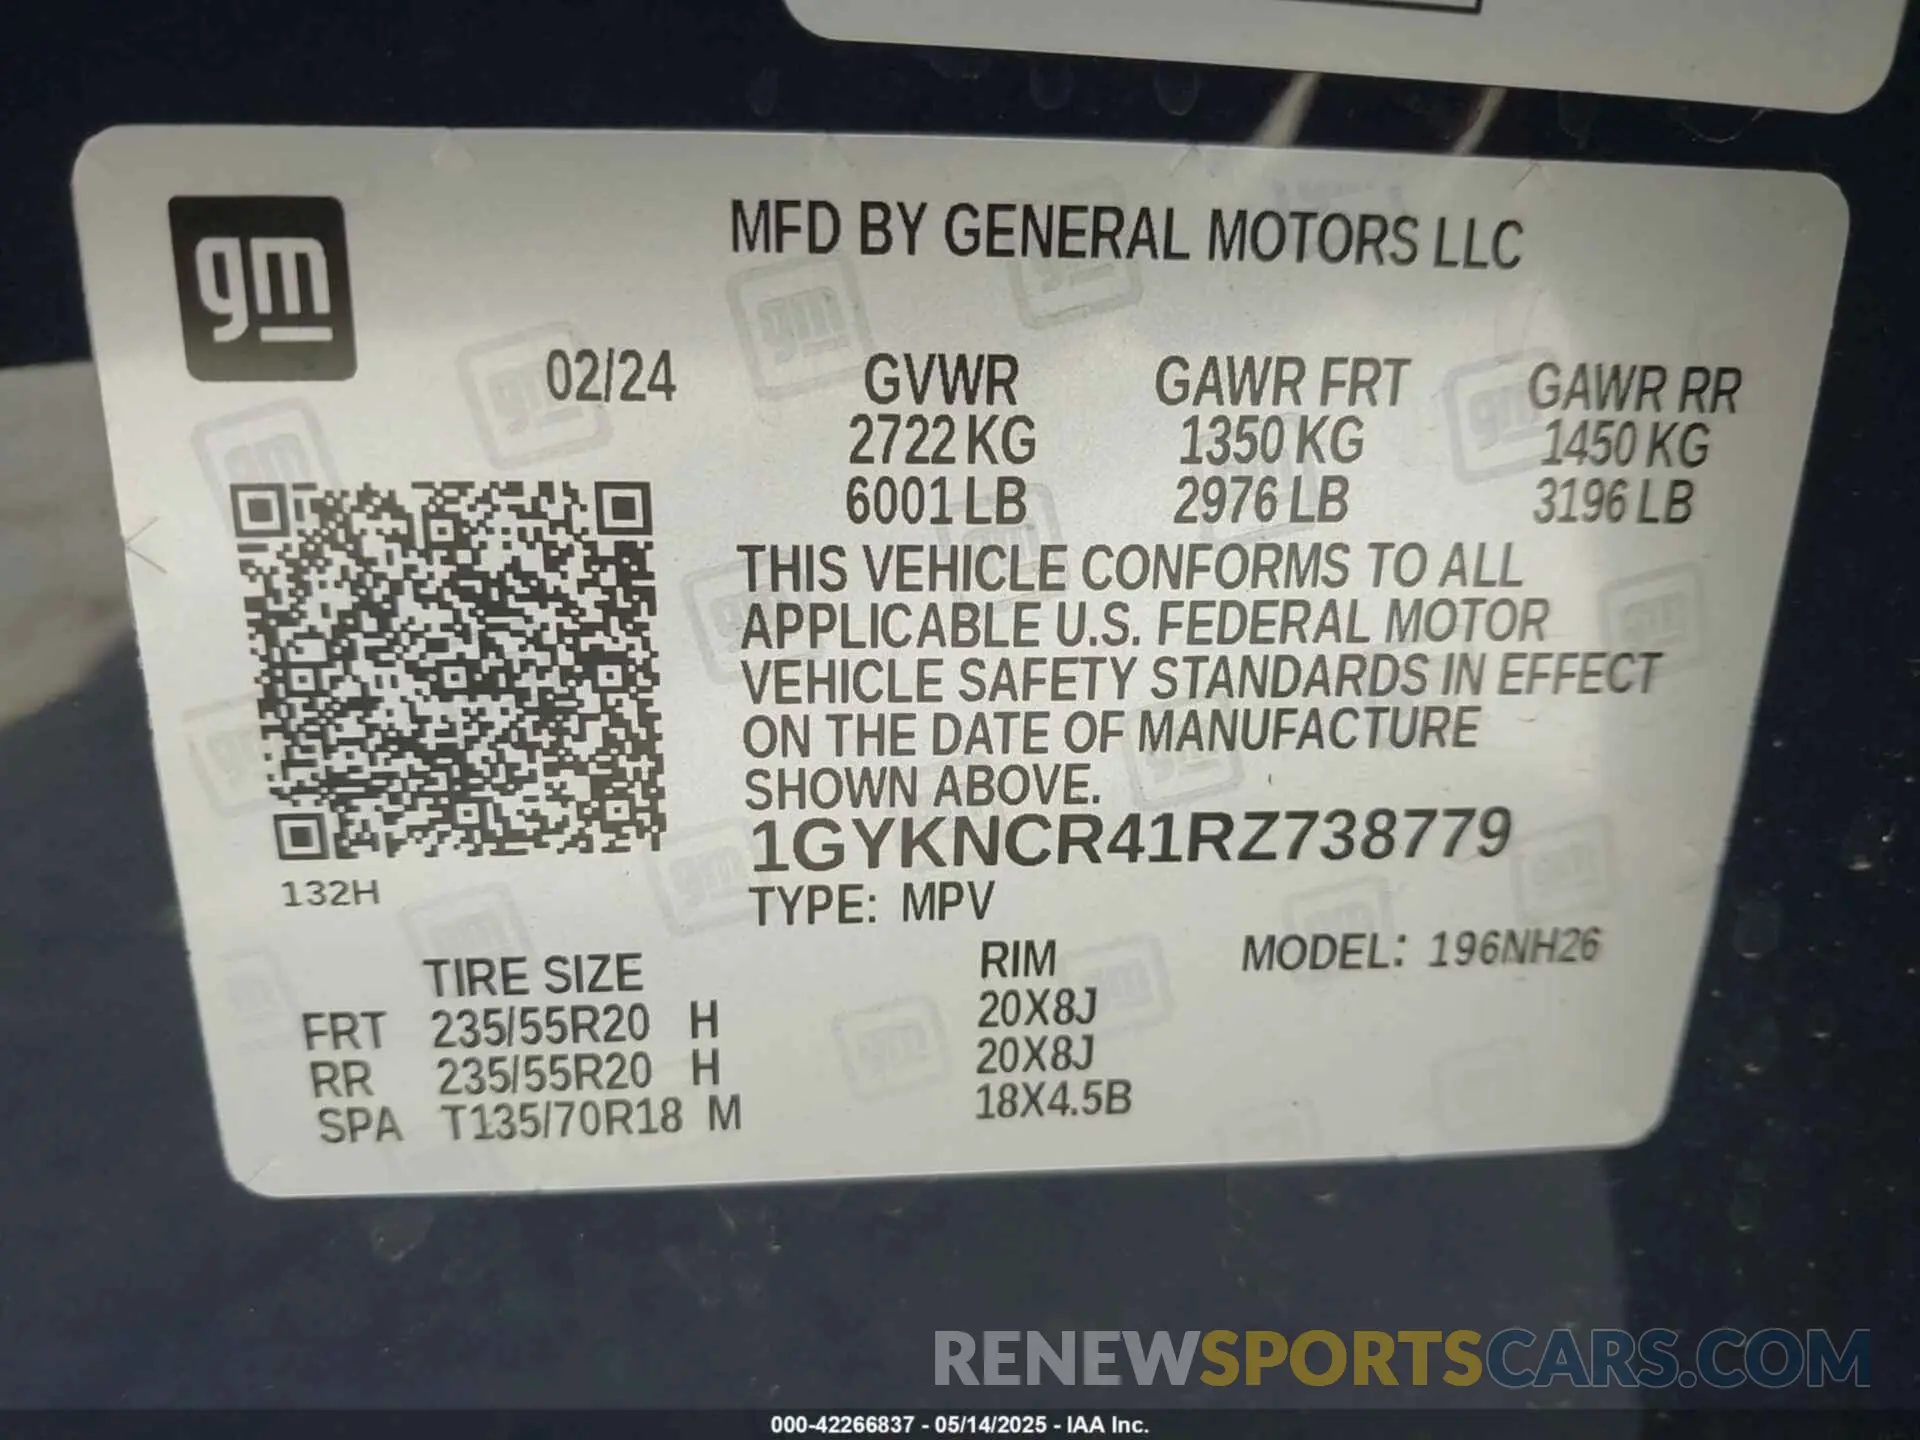 gm
MFD BY GENERAL MOTORS LLC
02/24 GVWR GAWR FRT GAWR RR
2722 KG 1350 KG 1450 KG
6001 LB 2976 LB 3196 LB
THIS VEHICLE CONFORMS TO ALL
APPLICABLE U.S. FEDERAL MOTOR
VEHICLE SAFETY STANDARDS IN EFFECT
ON THE DATE OF MANUFACTURE
SHOWN ABOVE.
1GYKNCR41RZ738779
132H
TYPE: MPV
TIRE SIZE RIM MODEL: 196NH26
FRT 235/55R20 H 20X8J
RR 235/55R20 H 20X8J
SPA T135/70R18 M 18X4.5B
RENEWSPORTSCARS.COM
000-42266837 - 05/14/2025 - IAA Inc.